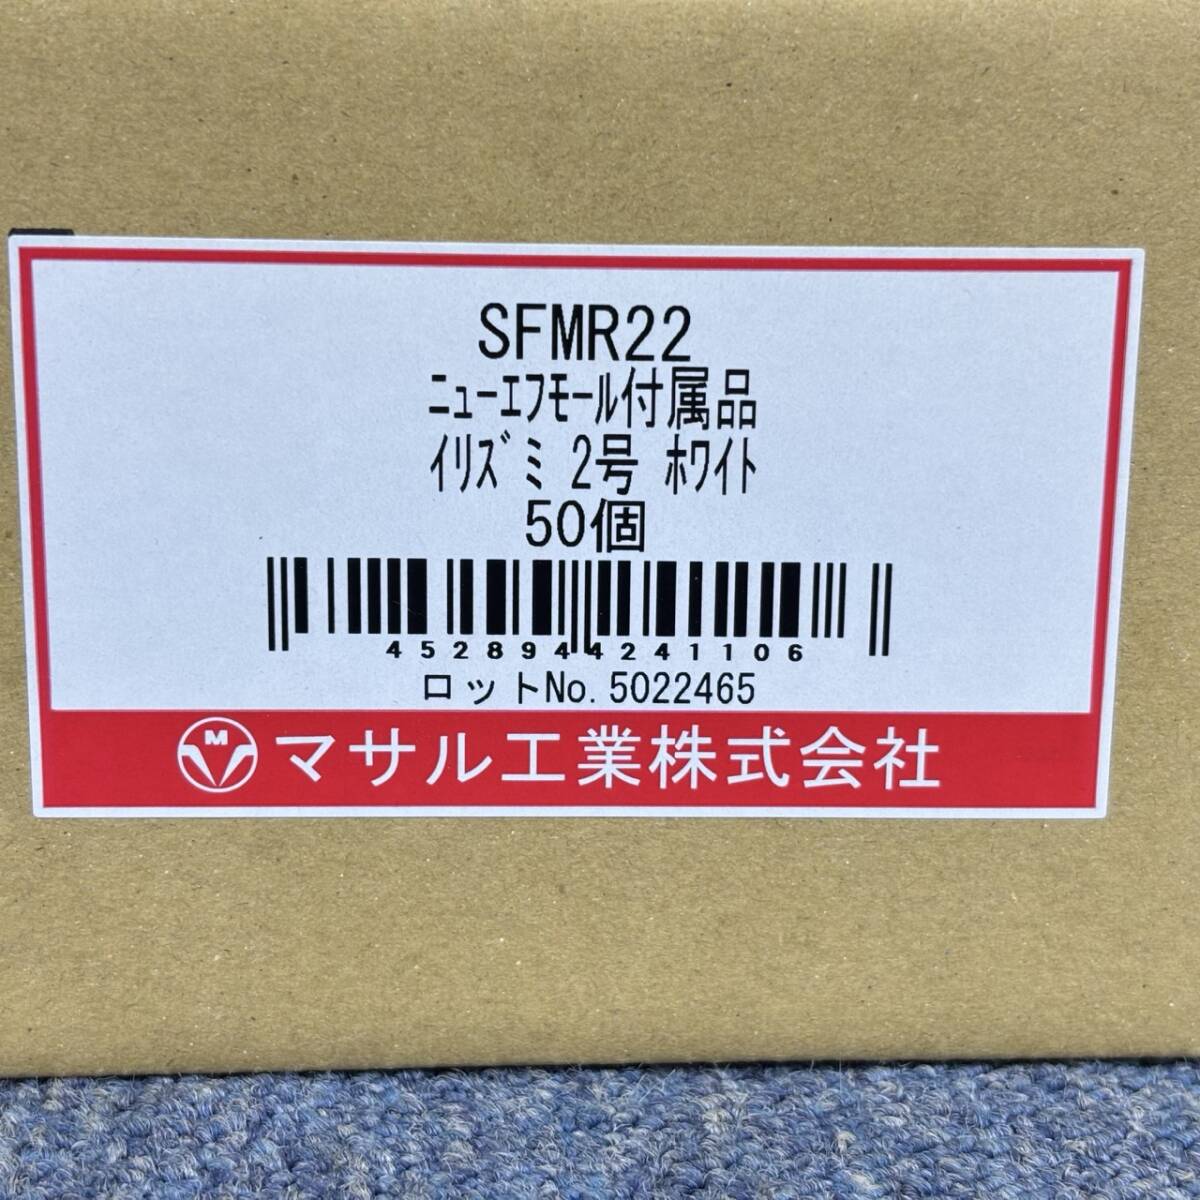 SFMR22
ﾆｭｰｴﾌﾓｰﾙ付属品
ｲﾘｽﾞﾐ 2号 ﾎﾜｲﾄ
50個
4528944241106
ロットNo.5022465
M マサル工業株式会社